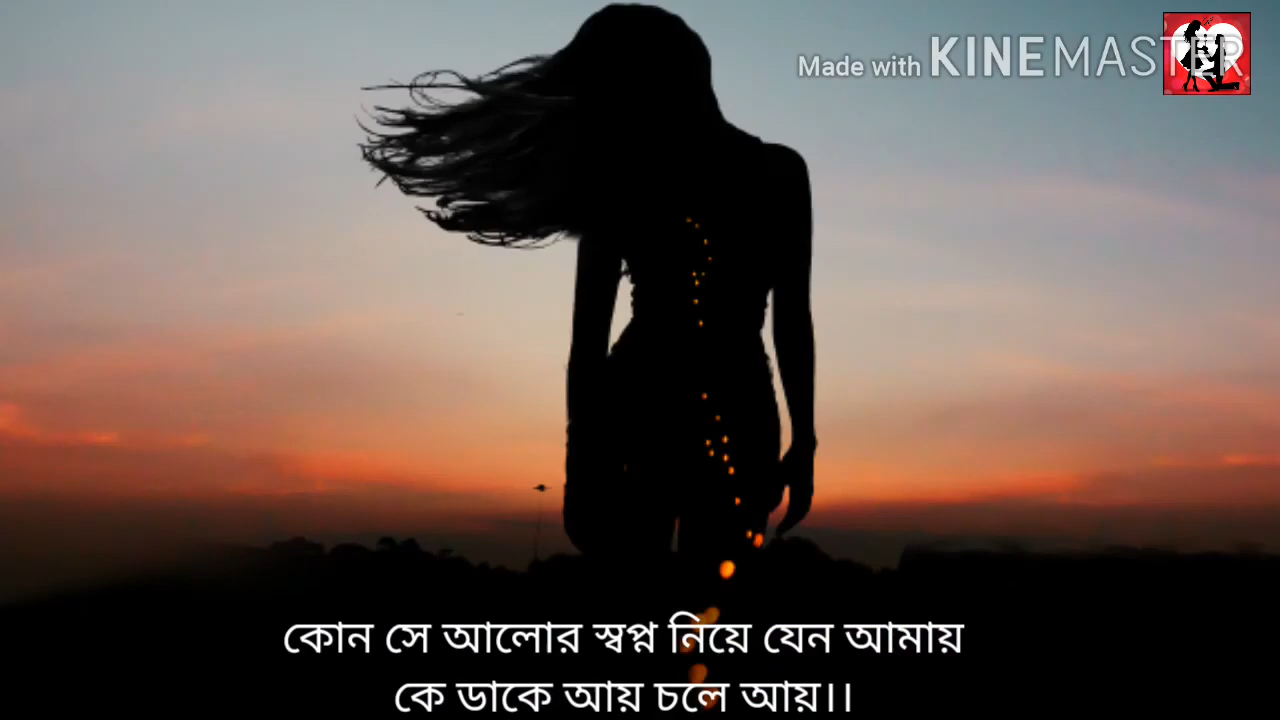 Made with KINEMASTER
কোন সে আলোর স্বপ্ন নিয়ে যেন আমায়
কে ডাকে আয় চলে আয়।।